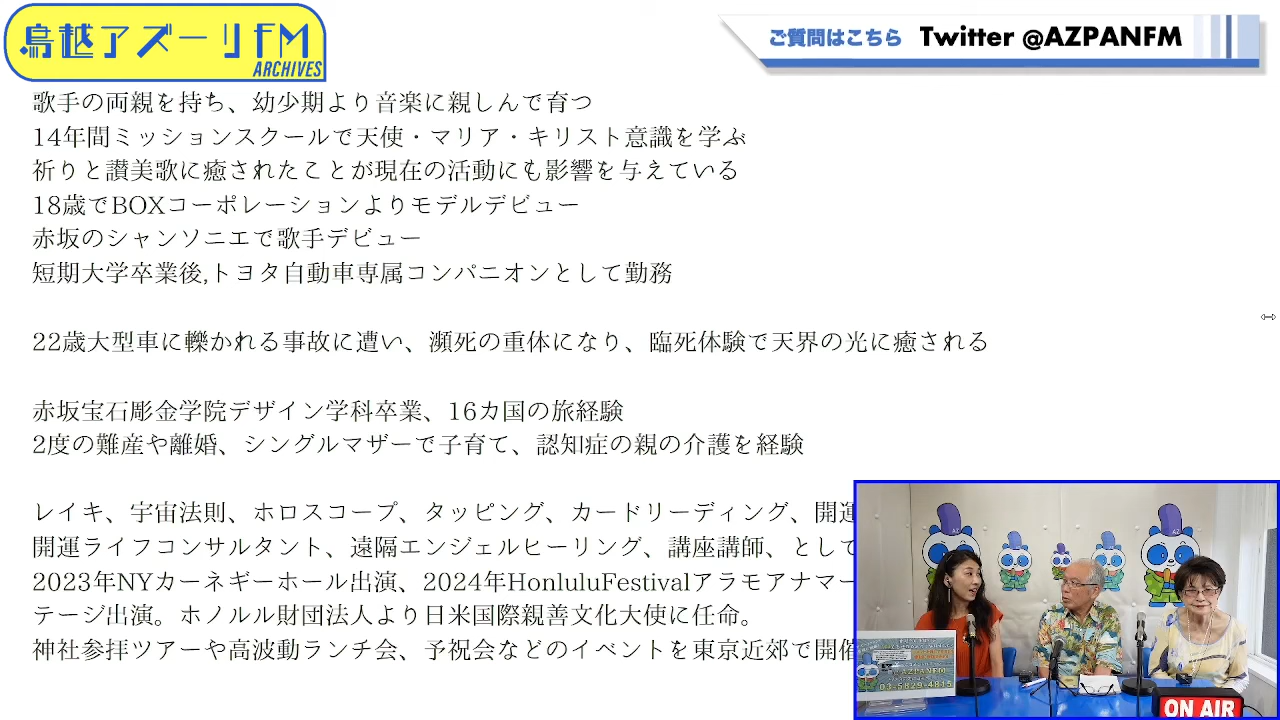 鳥越アズーリFM
ARCHIVES
ご質問はこちら Twitter @AZPANFM
歌手の両親を持ち、幼少期より音楽に親しんで育つ
14年間ミッションスクールで天使・マリア・キリスト意識を学ぶ
祈りと讃美歌に癒されたことが現在の活動にも影響を与えている
18歳でBOXコーポレーションよりモデルデビュー
赤坂のシャンソニエで歌手デビュー
短期大学卒業後,トヨタ自動車専属コンパニオンとして勤務
22歳大型車に轢かれる事故に遭い、瀕死の重体になり、臨死体験で天界の光に癒される
赤坂宝石彫金学院デザイン学科卒業、16カ国の旅経験
2度の難産や離婚、シングルマザーで子育て、認知症の親の介護を経験
レイキ、宇宙法則、ホロスコープ、タッピング、カードリーディング、開運
開運ライフコンサルタント、遠隔エンジェルヒーリング、講座講師、として
2023年NYカーネギーホール出演、2024年HonluluFestivalアラモアナマー
テージ出演。ホノルル財団法人より日米国際親善文化大使に任命。
神社参拝ツアーや高波動ランチ会、予祝会などのイベントを東京近郊で開催
AZPANFM
03-5829-4815
ON AIR